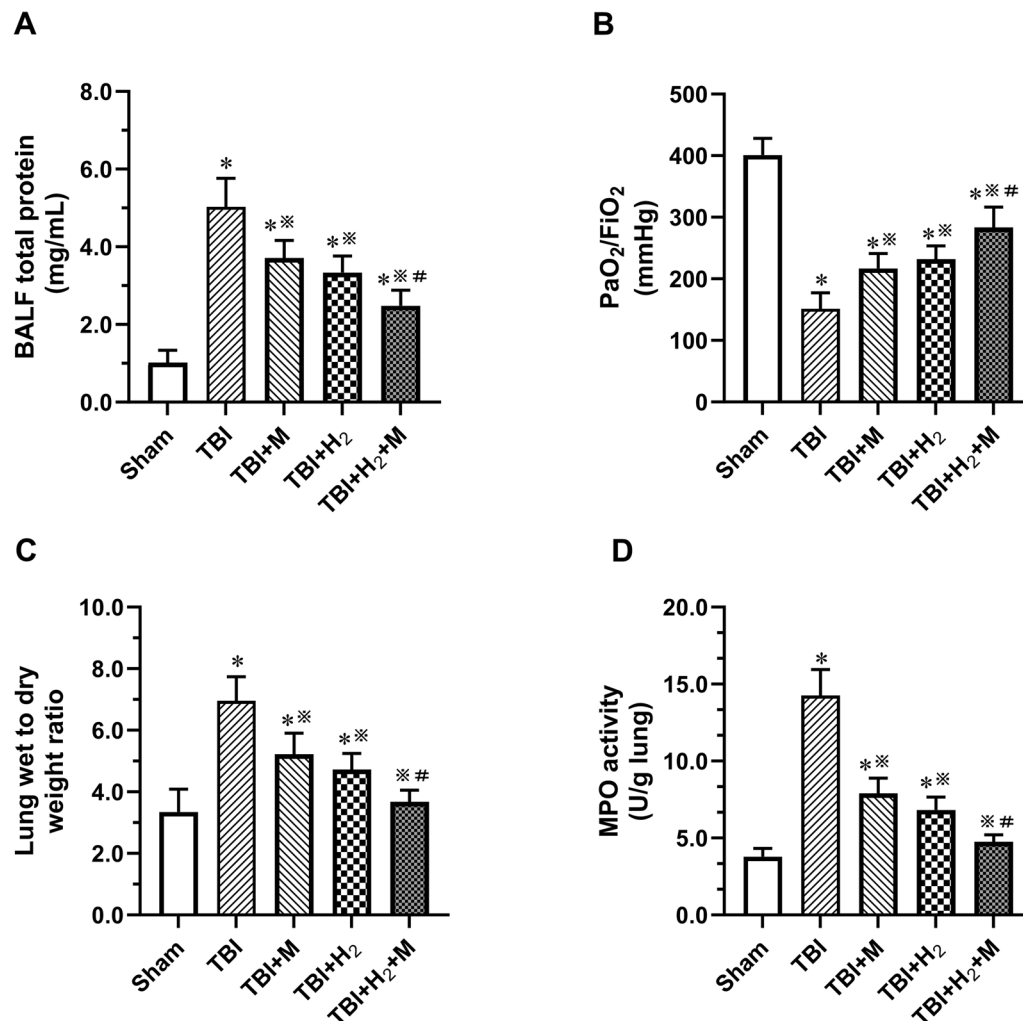 A
BALF total protein
(mg/mL)
8.0
6.0
4.0
2.0
0.0
*
*※
*※
*※#
Sham
TBI
TBI+M
TBI+H₂
TBI+H₂+M
B
PaO₂/FiO₂
(mmHg)
500
400
300
200
100
0
*
*※
*※
*※#
Sham
TBI
TBI+M
TBI+H₂
TBI+H₂+M
C
Lung wet to dry
weight ratio
10.0
8.0
6.0
4.0
2.0
0.0
*
*※
*※
※#
Sham
TBI
TBI+M
TBI+H₂
TBI+H₂+M
D
MPO activity
(U/g lung)
20.0
15.0
10.0
5.0
0.0
*
*※
*※
※#
Sham
TBI
TBI+M
TBI+H₂
TBI+H₂+M